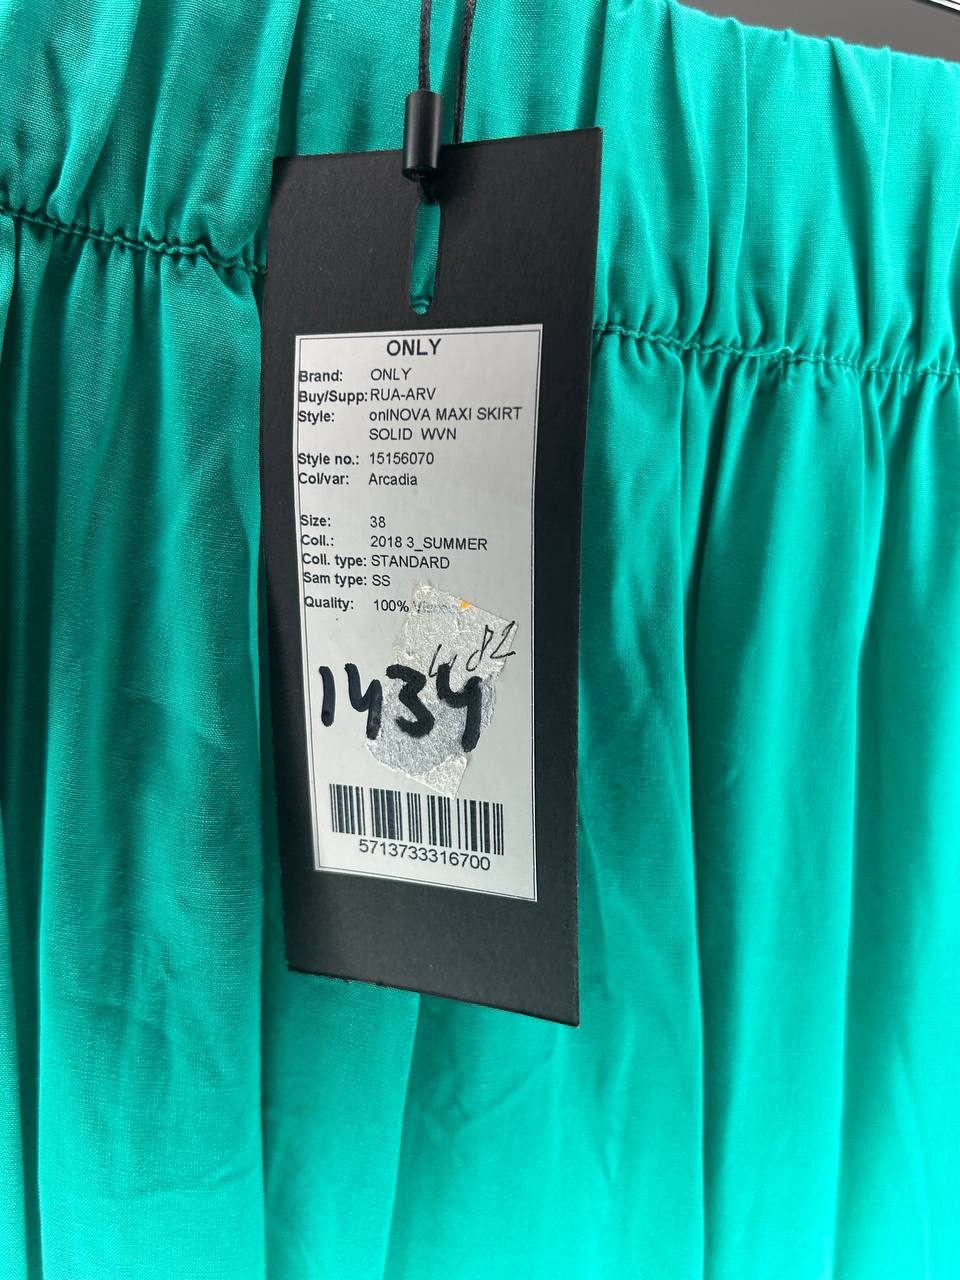 ONLY
Brand: ONLY
Buy/Supp: RUA-ARV
Style: onlNOVA MAXI SKIRT
SOLID WVN
Style no.: 15156070
Col/var: Arcadia
Size: 38
Coll.: 2018 3_SUMMER
Coll. type: STANDARD
Sam type: SS
Quality: 100%
82
1434
5713733316700